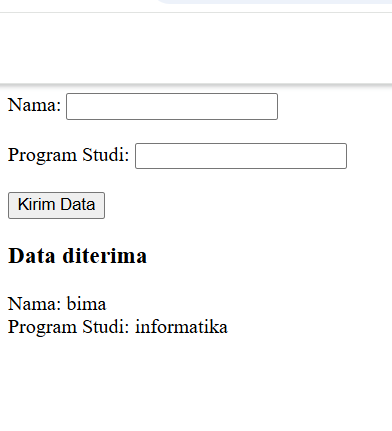 Nama:
Program Studi:
Kirim Data
Data diterima
Nama: bima
Program Studi: informatika